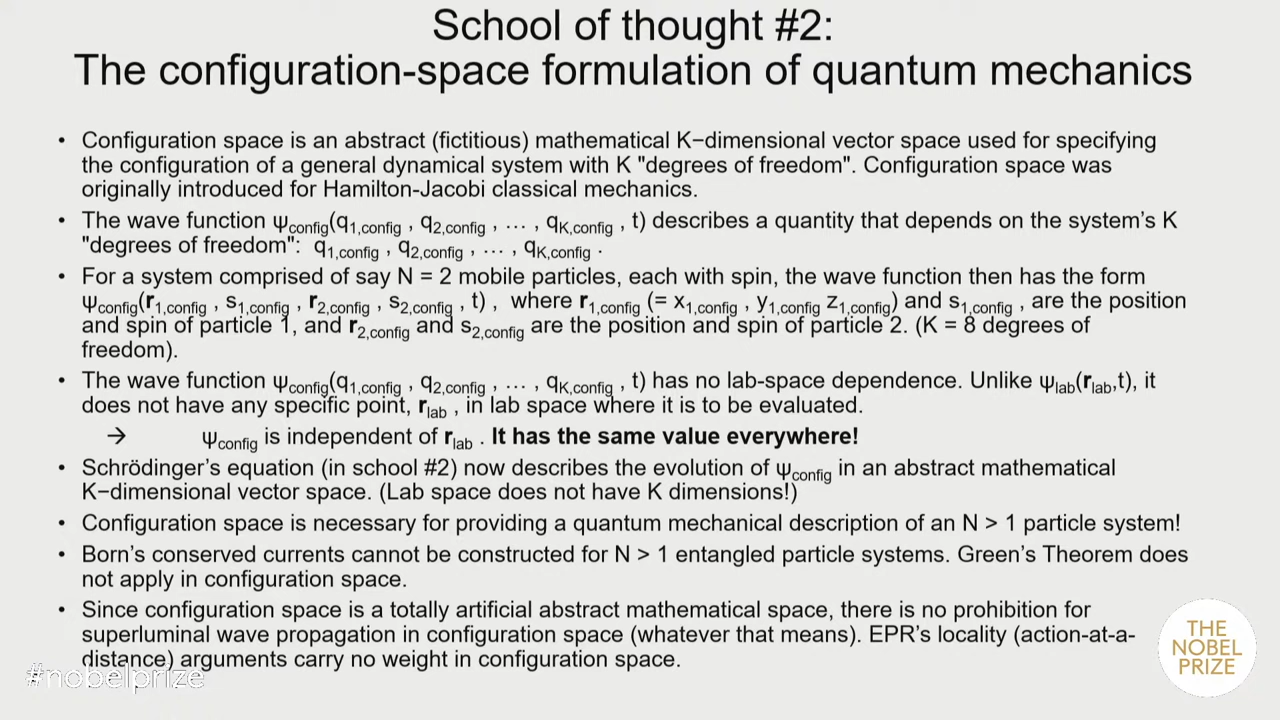 School of thought #2:
The configuration-space formulation of quantum mechanics
• Configuration space is an abstract (fictitious) mathematical K−dimensional vector space used for specifying
the configuration of a general dynamical system with K "degrees of freedom". Configuration space was
originally introduced for Hamilton-Jacobi classical mechanics.
• The wave function ψconfig(q1,config , q2,config , … , qK,config , t) describes a quantity that depends on the system’s K
"degrees of freedom": q1,config , q2,config , … , qK,config .
• For a system comprised of say N = 2 mobile particles, each with spin, the wave function then has the form
ψconfig(r1,config , s1,config , r2,config , s2,config , t) , where r1,config (= x1,config , y1,config z1,config) and s1,config , are the position
and spin of particle 1, and r2,config and s2,config are the position and spin of particle 2. (K = 8 degrees of
freedom).
• The wave function ψconfig(q1,config , q2,config , … , qK,config , t) has no lab-space dependence. Unlike ψlab(rlab,t), it
does not have any specific point, rlab , in lab space where it is to be evaluated.
→ ψconfig is independent of rlab . It has the same value everywhere!
• Schrödinger’s equation (in school #2) now describes the evolution of ψconfig in an abstract mathematical
K−dimensional vector space. (Lab space does not have K dimensions!)
• Configuration space is necessary for providing a quantum mechanical description of an N > 1 particle system!
• Born’s conserved currents cannot be constructed for N > 1 entangled particle systems. Green’s Theorem does
not apply in configuration space.
• Since configuration space is a totally artificial abstract mathematical space, there is no prohibition for
superluminal wave propagation in configuration space (whatever that means). EPR’s locality (action-at-a-
distance) arguments carry no weight in configuration space.
#nobelprize
THE
NOBEL
PRIZE